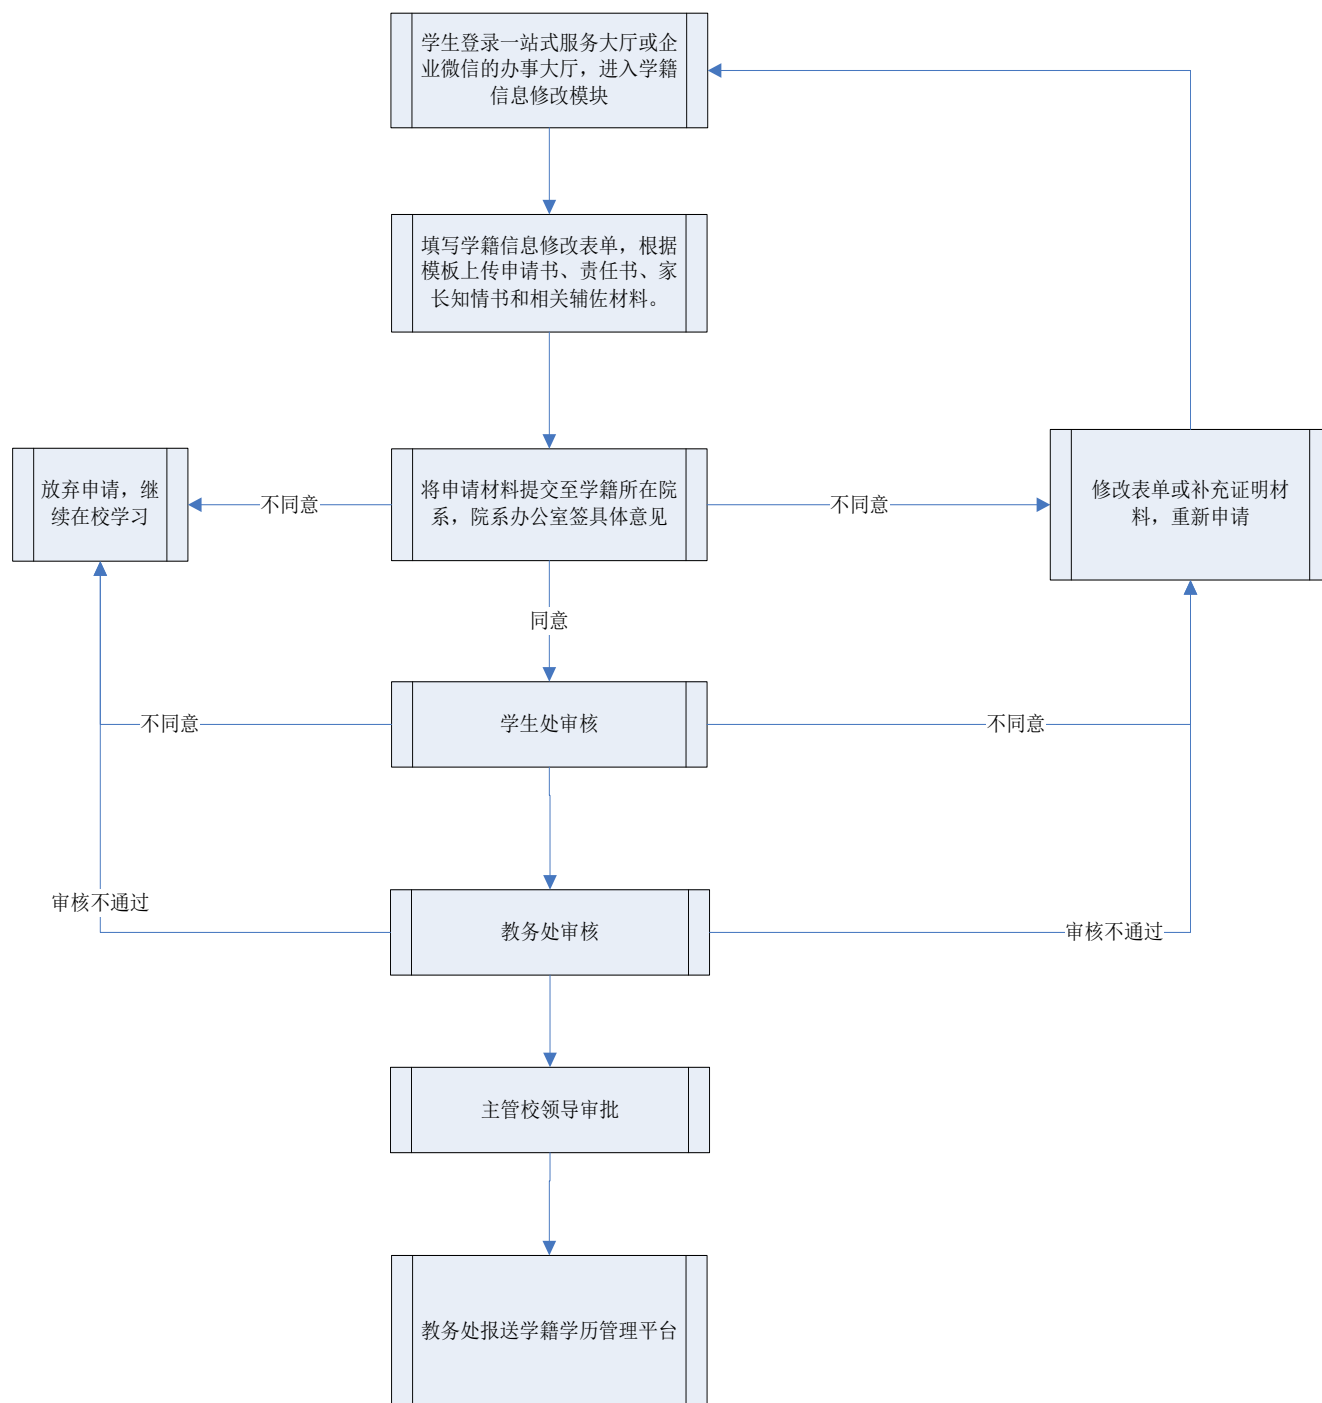 学生登录一站式服务大厅或企
业微信的办事大厅，进入学籍
信息修改模块
填写学籍信息修改表单，根据
模板上传申请书、责任书、家
长知情书和相关辅佐材料。
放弃申请，继
续在校学习
不同意
将申请材料提交至学籍所在院
系，院系办公室签具体意见
不同意
修改表单或补充证明材
料，重新申请
同意
不同意
学生处审核
不同意
审核不通过
教务处审核
审核不通过
主管校领导审批
教务处报送学籍学历管理平台